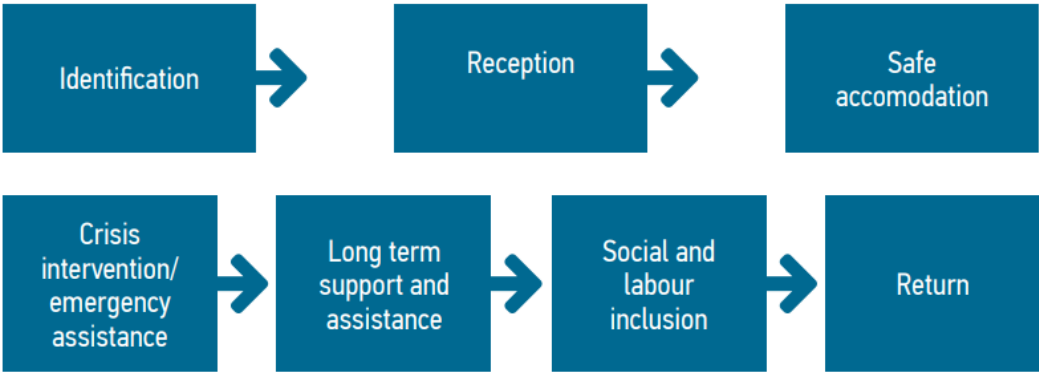 Identification
Reception
Safe
accomodation
Crisis
intervention/
emergency
assistance
Long term
support and
assistance
Social and
labour
inclusion
Return